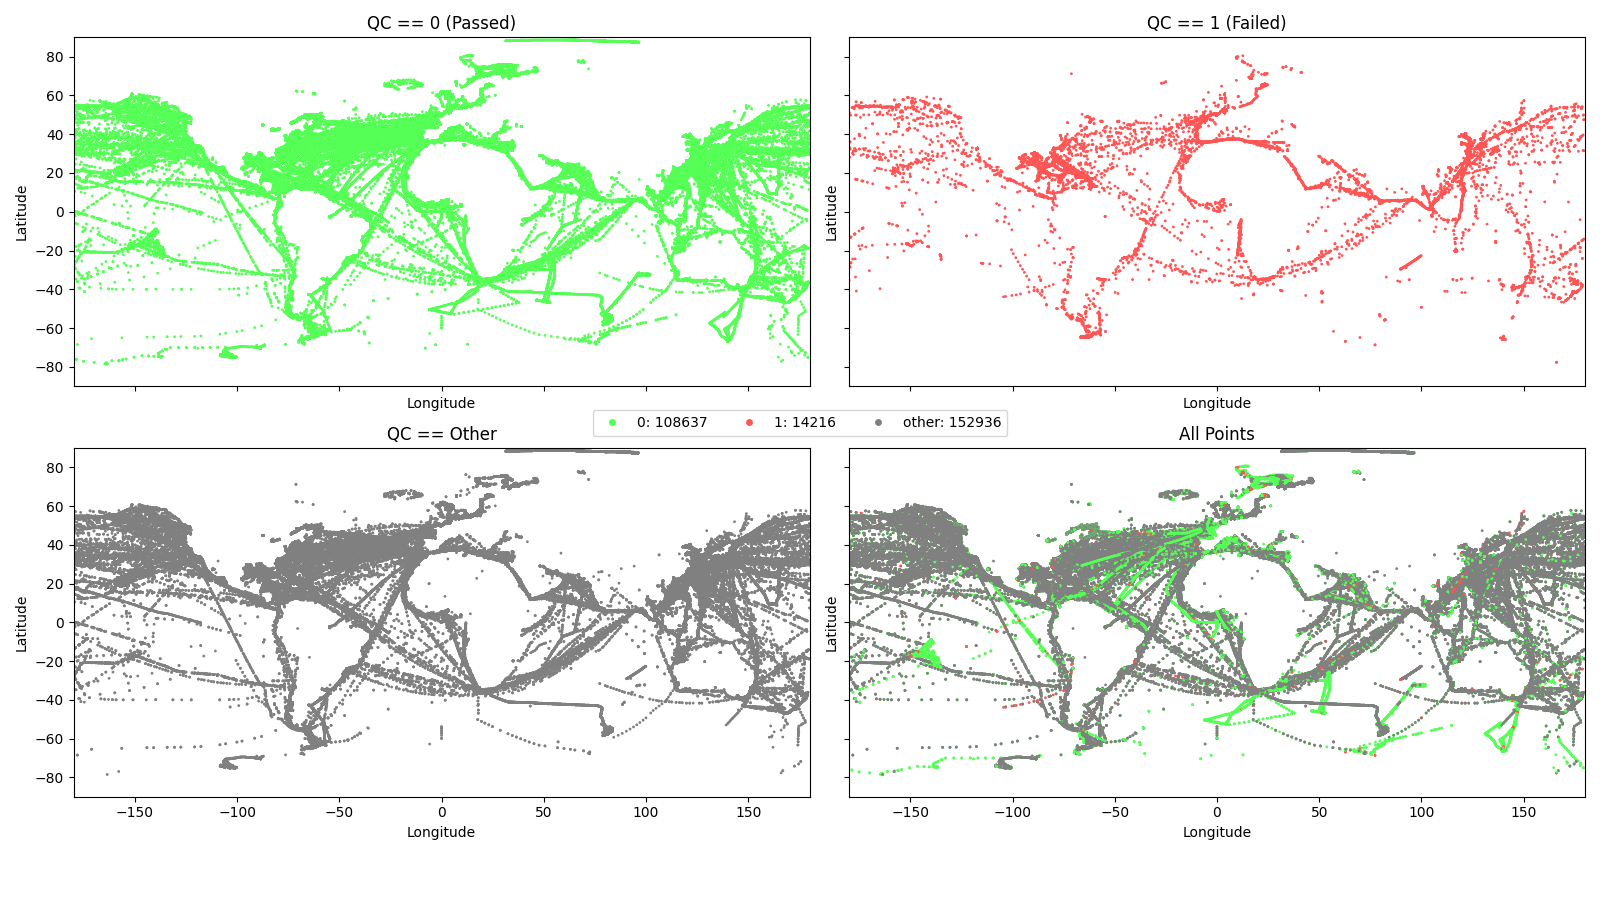 QC == 0 (Passed)
QC == 1 (Failed)
80
60
40
20
0
−20
−40
−60
−80
Latitude
Latitude
Longitude
Longitude
0: 108637
1: 14216
other: 152936
QC == Other
All Points
80
60
40
20
0
−20
−40
−60
−80
Latitude
Latitude
−150
−100
−50
0
50
100
150
−150
−100
−50
0
50
100
150
Longitude
Longitude